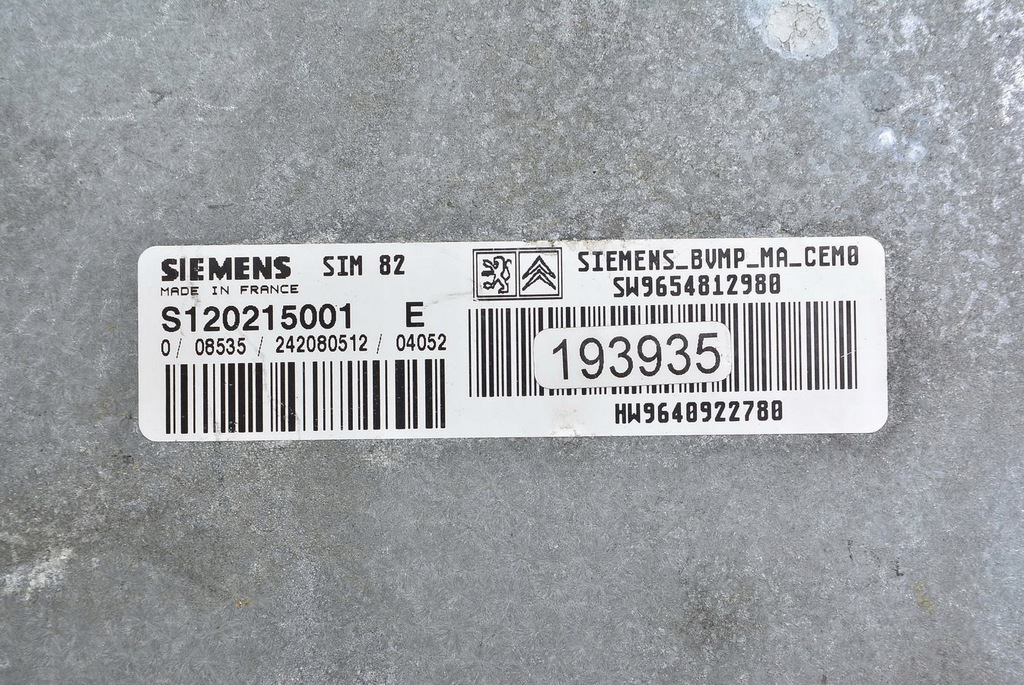 SIEMENS SIM 82
MADE IN FRANCE
S120215001 E
0 / 08535 / 242080512 / 04052
SIEMENS_BVMP_MA_CEM0
SW9654812980
193935
HW9640922780